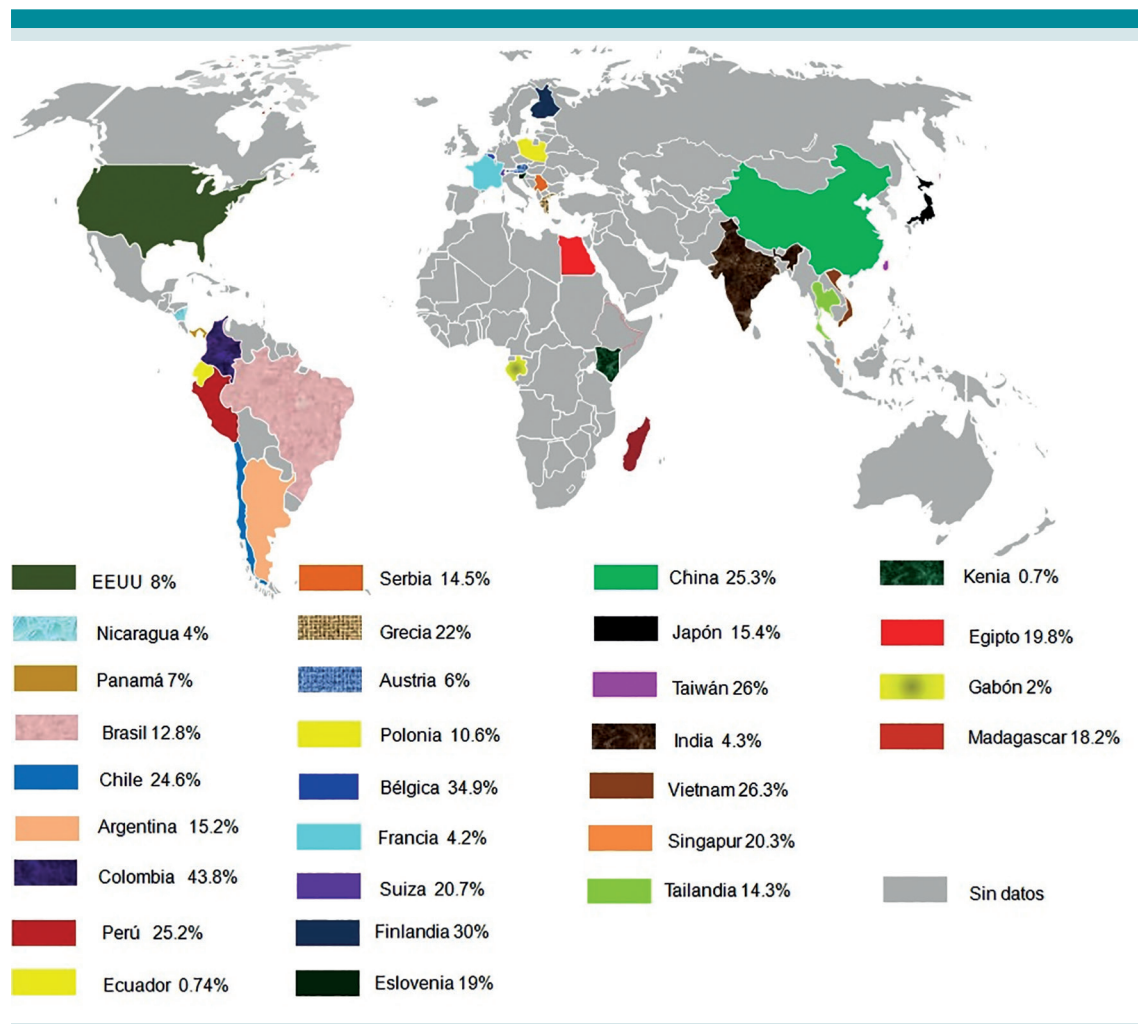 EEUU 8%
Nicaragua 4%
Panamá 7%
Brasil 12.8%
Chile 24.6%
Argentina 15.2%
Colombia 43.8%
Perú 25.2%
Ecuador 0.74%
Serbia 14.5%
Grecia 22%
Austria 6%
Polonia 10.6%
Bélgica 34.9%
Francia 4.2%
Suiza 20.7%
Finlandia 30%
Eslovenia 19%
China 25.3%
Japón 15.4%
Taiwán 26%
India 4.3%
Vietnam 26.3%
Singapur 20.3%
Tailandia 14.3%
Kenia 0.7%
Egipto 19.8%
Gabón 2%
Madagascar 18.2%
Sin datos